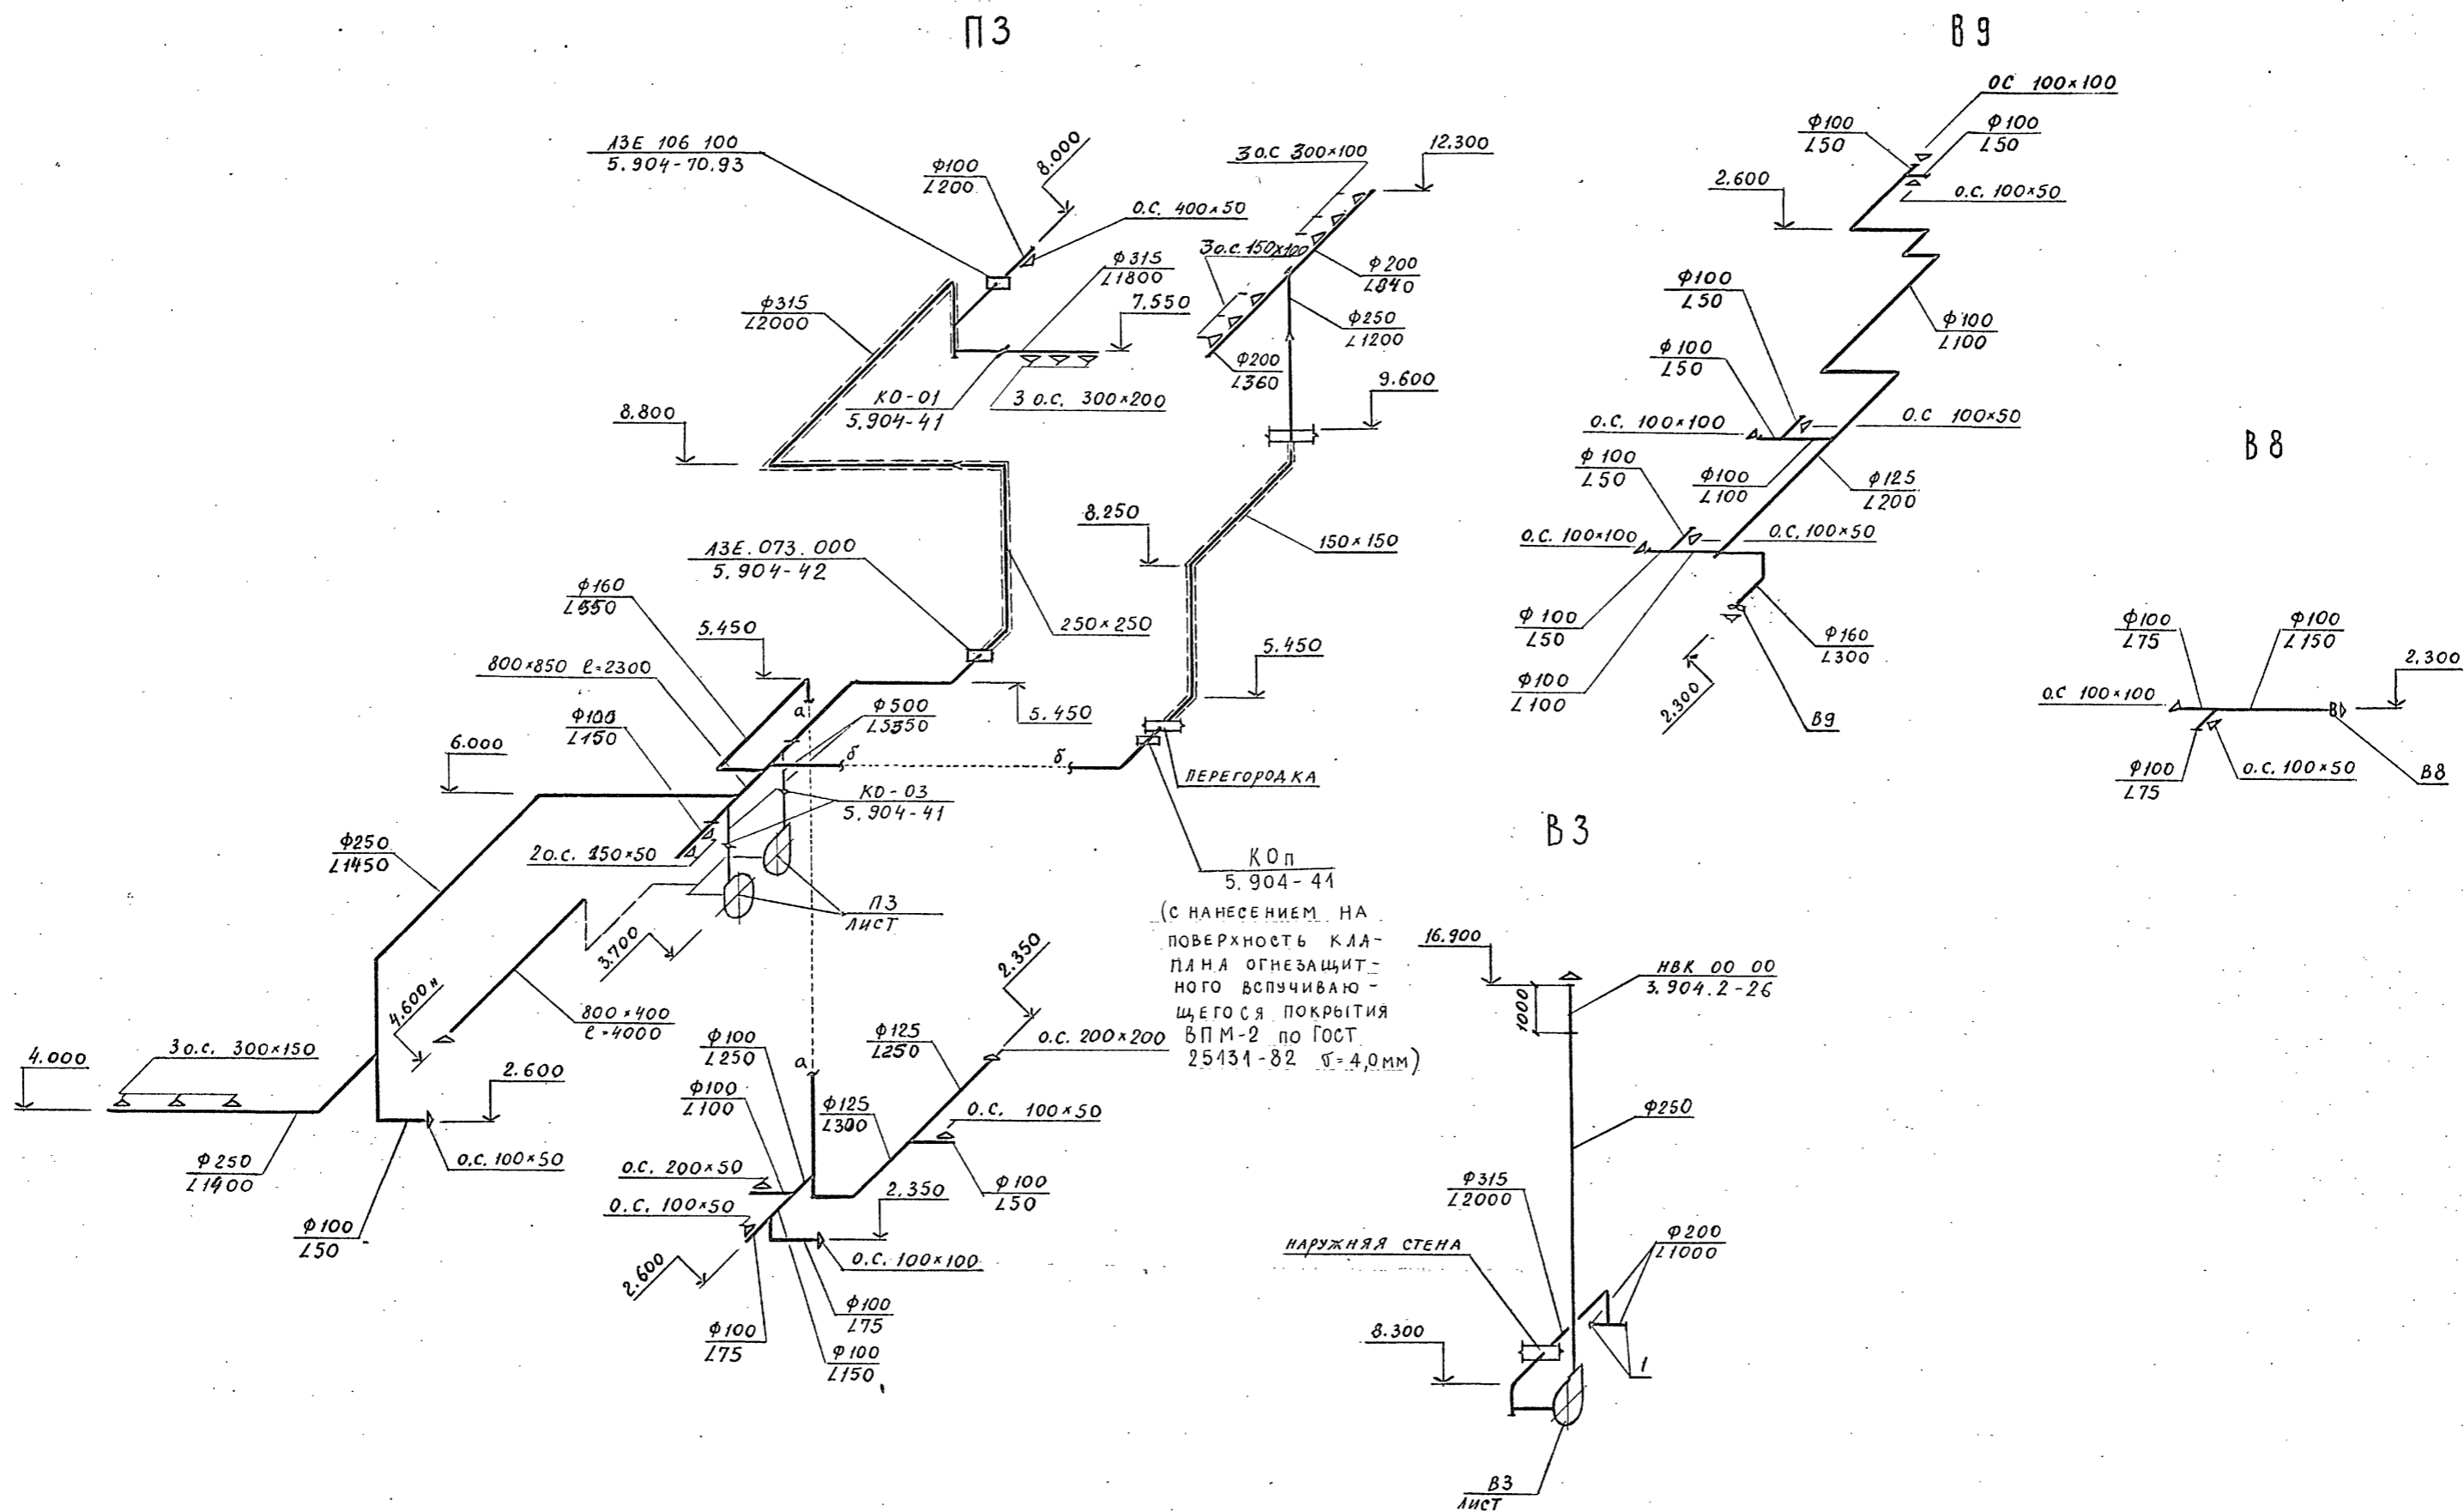 П3
АЗЕ 106 100
5.904-70.93
ф100
L200
8.000
о.с. 400×50
ф315
L1800
7.550
ф315
L2000
КО-01
5.904-41
3 о.с. 300×200
8.800
3 о.с 300×100
12.300
3 о.с. 150×100
ф200
L840
ф250
L1200
ф200
L360
9.600
8.250
150×150
АЗЕ.073.000
5.904-42
ф160
L550
250×250
5.450
5.450
5.450
800×850 ℓ=2300
ф500
L5350
ф100
L150
6.000
а
б
б
ПЕРЕГОРОДКА
КО-03
5.904-41
ф250
L1450
2 о.с. 150×50
П3
ЛИСТ
3.700
КОп
5.904-41
(С НАНЕСЕНИЕМ НА
ПОВЕРХНОСТЬ КЛА-
ПАНА ОГНЕЗАЩИТ-
НОГО ВСПУЧИВАЮ-
ЩЕГОСЯ ПОКРЫТИЯ
ВПМ-2 по ГОСТ
25131-82 δ=4,0мм)
4.600 н
800×400
ℓ=4000
4.000
3 о.с. 300×150
2.600
ф250
L1400
о.с. 100×50
ф100
L50
а
2.350
ф125
L250
о.с. 200×200
ф100
L250
ф100
L100
ф125
L300
о.с. 100×50
о.с. 200×50
о.с. 100×50
2.350
ф100
L50
2.600
о.с. 100×100
ф100
L75
ф100
L75
ф100
L150
В9
ОС 100×100
ф100
L50
ф100
L50
2.600
о.с. 100×50
ф100
L50
ф100
L100
ф100
L50
о.с. 100×100
о.с 100×50
ф100
L50
ф100
L100
ф125
L200
о.с. 100×100
о.с. 100×50
ф100
L50
ф160
L300
ф100
L100
2.300
В9
В8
ф100
L75
ф100
L150
2.300
о.с 100×100
ф100
L75
о.с. 100×50
В8
В3
16.900
1000
НВК 00 00
3.904.2-26
ф250
ф315
L2000
НАРУЖНЯЯ СТЕНА
ф200
L1000
8.300
1
В3
ЛИСТ